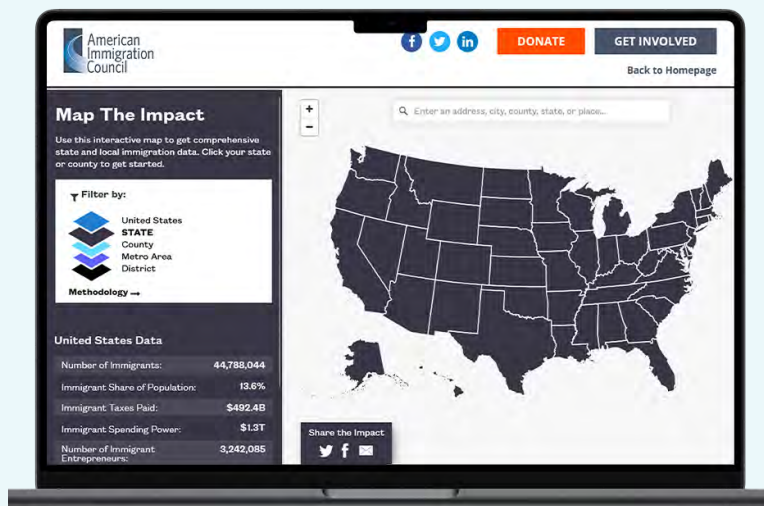 American
Immigration
Council
DONATE
GET INVOLVED
Back to Homepage
Map The Impact
Use this interactive map to get comprehensive
state and local immigration data. Click your state
or county to get started.
Filter by:
United States
STATE
County
Metro Area
District
Methodology →
United States Data
Number of Immigrants: 44,788,044
Immigrant Share of Population: 13.6%
Immigrant Taxes Paid: $492.4B
Immigrant Spending Power: $1.3T
Number of Immigrant 3,242,085
Entrepreneurs:
+
−
Enter an address, city, county, state, or place...
Share the Impact